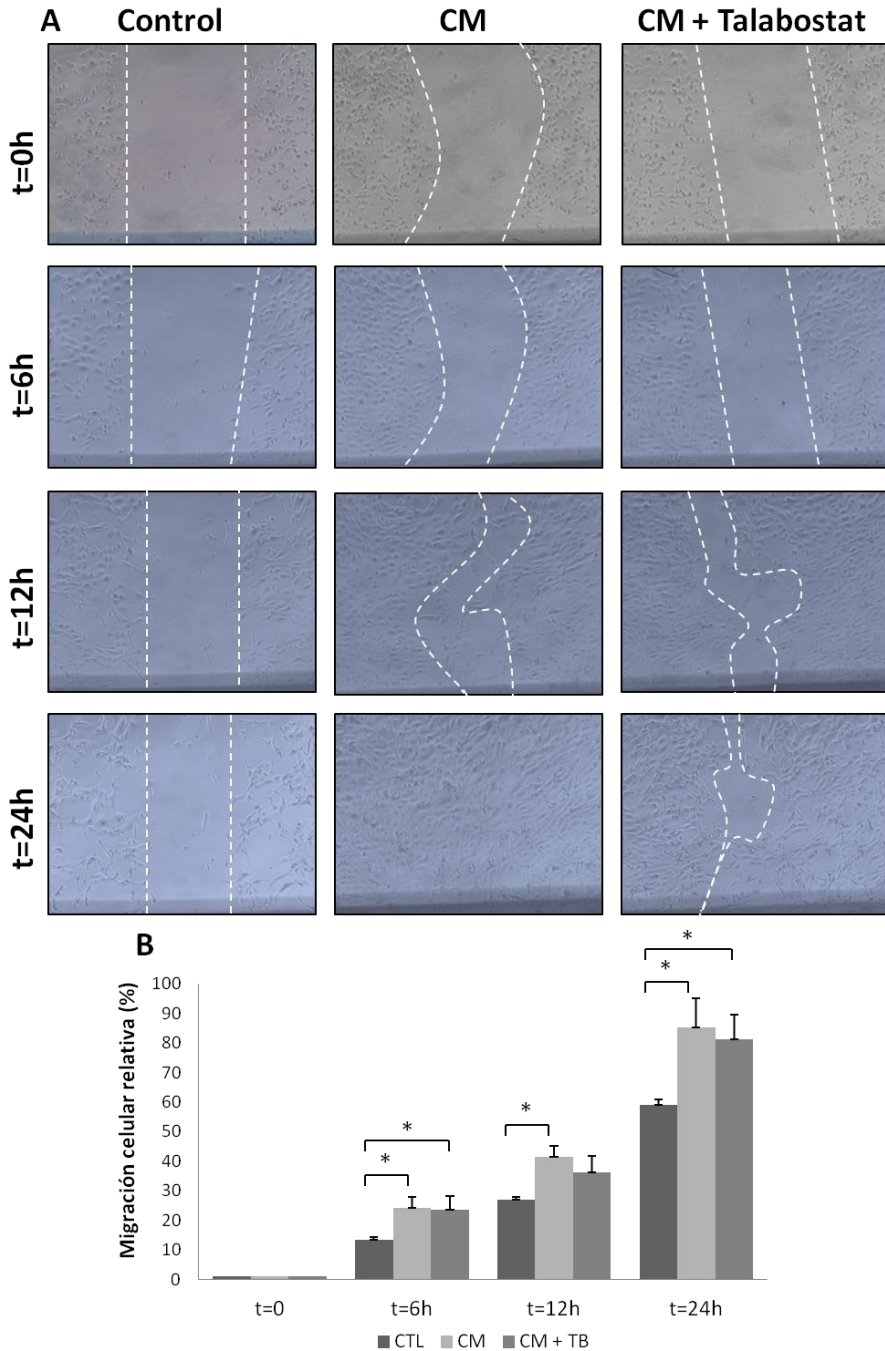 A
Control
CM
CM + Talabostat
t=0h
t=6h
t=12h
t=24h
B
Migración celular relativa (%)
100
90
80
70
60
50
40
30
20
10
0
*
*
*
*
*
t=0
t=6h
t=12h
t=24h
CTL
CM
CM + TB